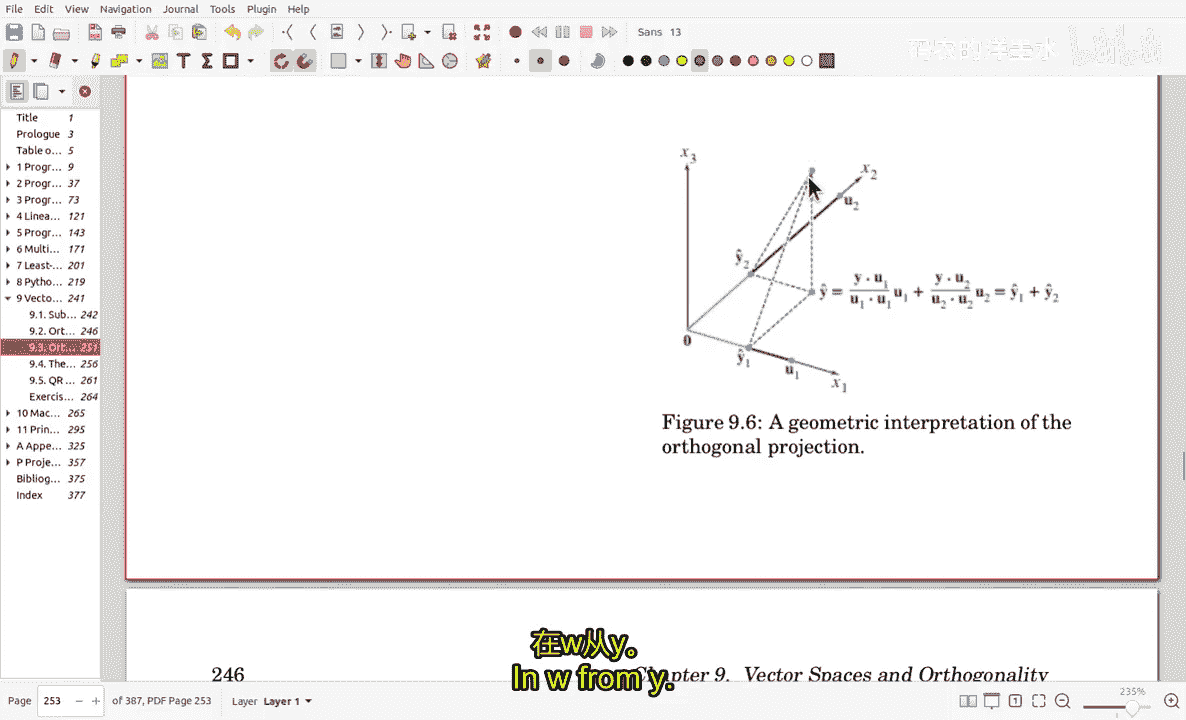 File Edit View Navigation Journal Tools Plugin Help
Sans 13
Title 1
Prologue 3
Table o... 5
1 Progr... 9
2 Progr... 37
3 Progr... 73
4 Linea... 121
5 Progr... 143
6 Multi... 171
7 Least-... 201
8 Pytho... 219
9 Vecto... 241
9.1. Sub... 242
9.2. Ort... 246
9.3. Ort... 251
9.4. The... 256
9.5. QR ... 261
Exercis... 264
10 Mac... 265
11 Prin... 295
A Appe... 325
P Proje... 357
Bibliog... 375
Index 377
x₃
x₂
u₂
ŷ₂
ŷ = (y · u₁)/(u₁ · u₁) u₁ + (y · u₂)/(u₂ · u₂) u₂ = ŷ₁ + ŷ₂
0
ŷ₁
u₁
x₁
Figure 9.6: A geometric interpretation of the
orthogonal projection.
在w从y。
246 Chapter 9. Vector Spaces and Orthogonality
In w from y.
Page 253 of 387, PDF Page 253 Layer Layer 1 235%